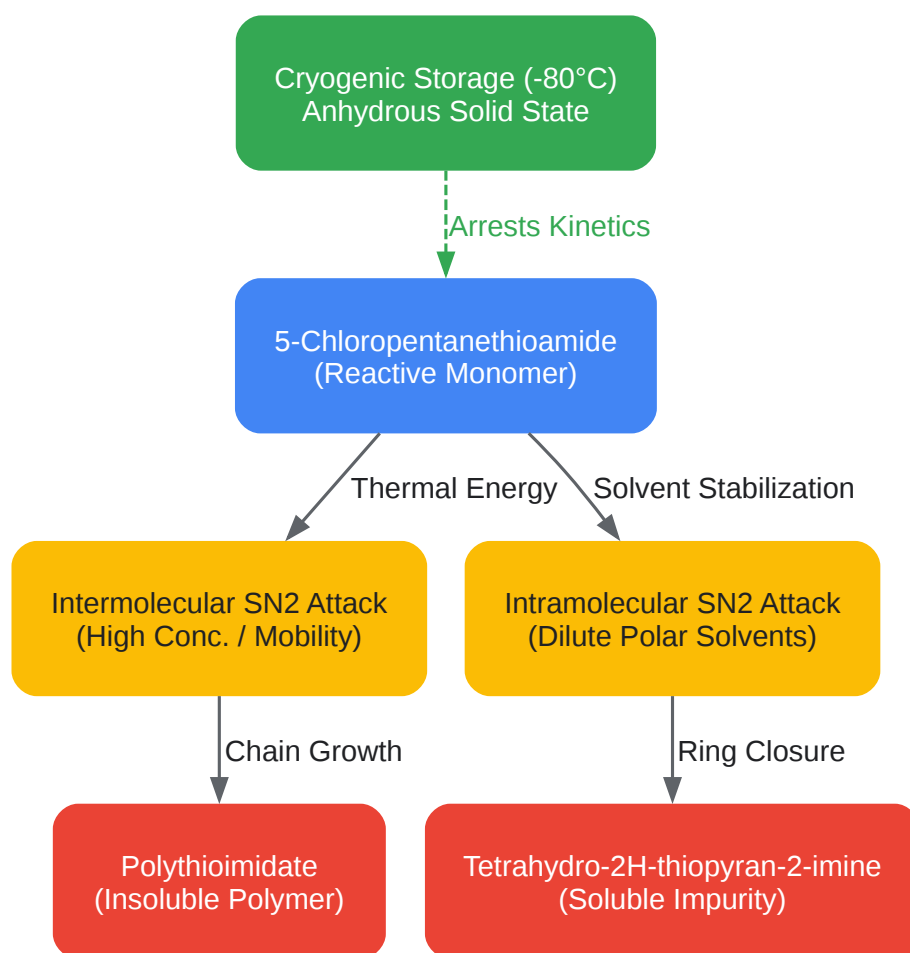 Cryogenic Storage (-80°C)
Anhydrous Solid State
Arrests Kinetics
5-Chloropentanethioamide
(Reactive Monomer)
Thermal Energy
Solvent Stabilization
Intermolecular SN2 Attack
(High Conc. / Mobility)
Intramolecular SN2 Attack
(Dilute Polar Solvents)
Chain Growth
Ring Closure
Polythioimidate
(Insoluble Polymer)
Tetrahydro-2H-thiopyran-2-imine
(Soluble Impurity)